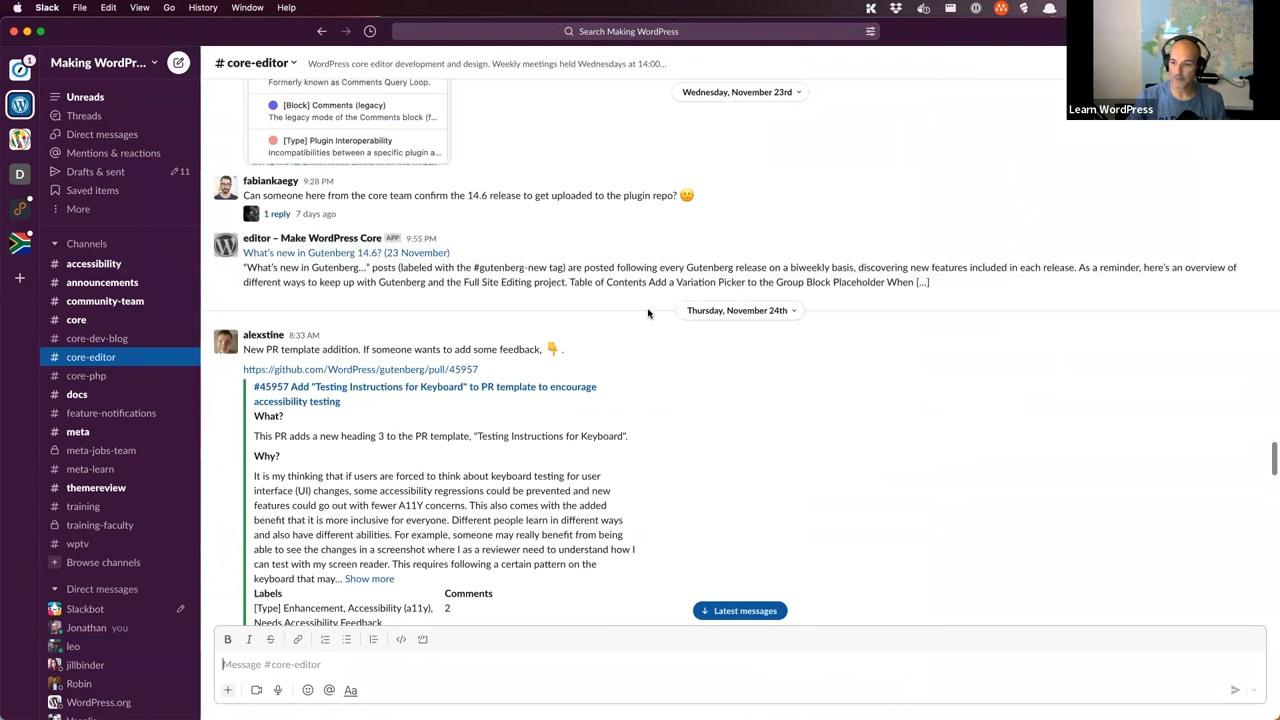 Slack File Edit View Go History Window Help
Search Making WordPress
Learn WordPress
1
Making WordPr...
Unreads
Threads
Direct messages
Mentions & reactions
Drafts & sent 11
Saved items
More
Channels
# accessibility
# announcements
# community-team
# core
# core-dev-blog
# core-editor
# core-php
# docs
# feature-notifications
# meta
meta-jobs-team
# meta-learn
# themereview
# training
training-faculty
# wptv
Browse channels
Direct messages
Slackbot
Jonathan you
leo
jillbinder
Robin
WordPress.org
D
# core-editor
WordPress core editor development and design. Weekly meetings held Wednesdays at 14:00...
Formerly known as Comments Query Loop.
Wednesday, November 23rd
[Block] Comments (legacy)
The legacy mode of the Comments block (f...
[Type] Plugin Interoperability
Incompatibilities between a specific plugin a...
fabiankaegy 9:28 PM
Can someone here from the core team confirm the 14.6 release to get uploaded to the plugin repo?
1 reply 7 days ago
editor – Make WordPress Core APP 9:55 PM
What's new in Gutenberg 14.6? (23 November)
"What's new in Gutenberg…" posts (labeled with the #gutenberg-new tag) are posted following every Gutenberg release on a biweekly basis, discovering new features included in each release. As a reminder, here's an overview of
different ways to keep up with Gutenberg and the Full Site Editing project. Table of Contents Add a Variation Picker to the Group Block Placeholder When […]
Thursday, November 24th
alexstine 8:33 AM
New PR template addition. If someone wants to add some feedback, .
https://github.com/WordPress/gutenberg/pull/45957
#45957 Add "Testing Instructions for Keyboard" to PR template to encourage
accessibility testing
What?
This PR adds a new heading 3 to the PR template, "Testing Instructions for Keyboard".
Why?
It is my thinking that if users are forced to think about keyboard testing for user
interface (UI) changes, some accessibility regressions could be prevented and new
features could go out with fewer A11Y concerns. This also comes with the added
benefit that it is more inclusive for everyone. Different people learn in different ways
and also have different abilities. For example, someone may really benefit from being
able to see the changes in a screenshot where I as a reviewer need to understand how I
can test with my screen reader. This requires following a certain pattern on the
keyboard that may... Show more
Labels Comments
[Type] Enhancement, Accessibility (a11y), 2
Needs Accessibility Feedback
Latest messages
B I S
Message #core-editor
Aa